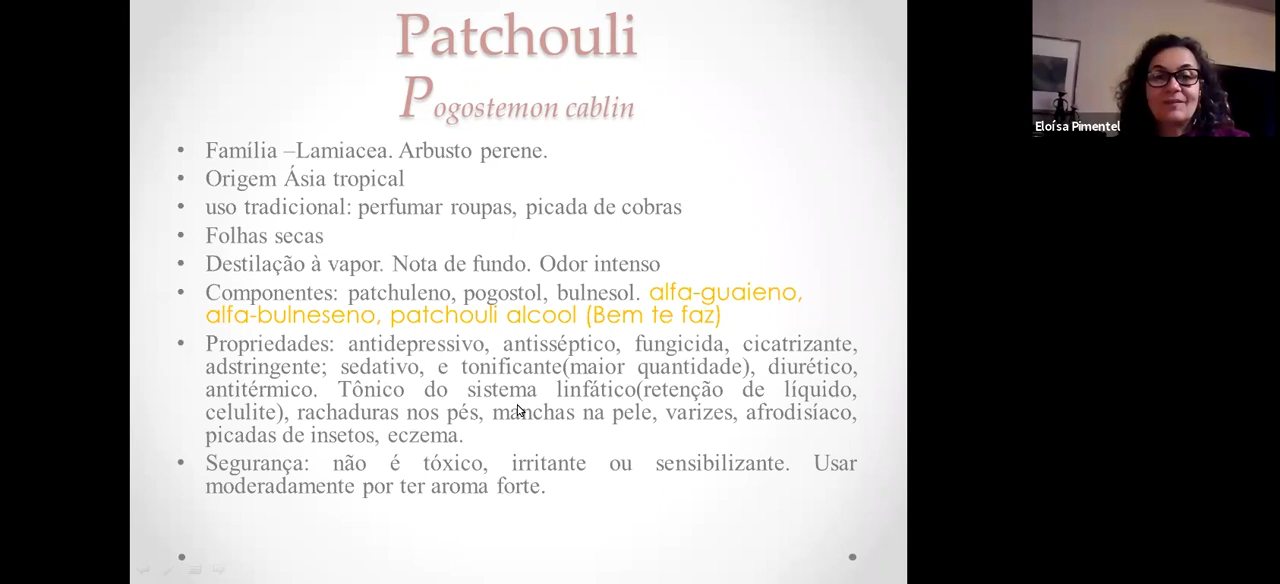 Patchouli
Pogostemon cablin
• Família –Lamiacea. Arbusto perene.
• Origem Ásia tropical
• uso tradicional: perfumar roupas, picada de cobras
• Folhas secas
• Destilação à vapor. Nota de fundo. Odor intenso
• Componentes: patchuleno, pogostol, bulnesol. alfa-guaieno,
alfa-bulneseno, patchouli alcool (Bem te faz)
• Propriedades: antidepressivo, antisséptico, fungicida, cicatrizante,
adstringente; sedativo, e tonificante(maior quantidade), diurético,
antitérmico. Tônico do sistema linfático(retenção de líquido,
celulite), rachaduras nos pés, manchas na pele, varizes, afrodisíaco,
picadas de insetos, eczema.
• Segurança: não é tóxico, irritante ou sensibilizante. Usar
moderadamente por ter aroma forte.
Eloísa Pimentel